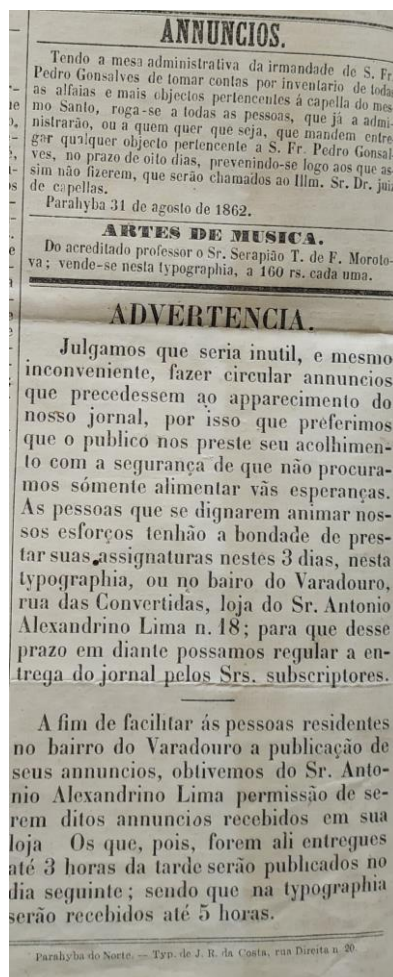 ANNUNCIOS.
Tendo a mesa administrativa da irmandade de S. Fr.
Pedro Gonsalves de tomar contas por inventario de todas
as alfaias e mais objectos pertencentes á capella do mes-
mo Santo, roga-se a todas as pessoas, que já a admi-
nistrarão, ou a quem quer que seja, que mandem entre
gar qualquer objecto pertencente a S. Fr. Pedro Gonsal-
ves, no prazo de oito dias, prevenindo-se logo aos que as-
sim não fizerem, que serão chamados ao Illm. Sr. Dr. juiz
de capellas.
Parahyba 31 de agosto de 1862.
ARTES DE MUSICA.
Do acreditado professor o Sr. Serapião T. de F. Moroto-
va; vende-se nesta typographia, a 160 rs. cada uma.
ADVERTENCIA.
Julgamos que seria inutil, e mesmo
inconveniente, fazer circular annuncios
que precedessem ao apparecimento do
nosso jornal, por isso que preferimos
que o publico nos preste seu acolhimen-
to com a segurança de que não procura-
mos sómente alimentar vãs esperanças.
As pessoas que se dignarem animar nos-
sos esforços tenhão a bondade de pres-
tar suas assignaturas nestes 3 dias, nesta
typographia, ou no bairo do Varadouro,
rua das Convertidas, loja do Sr. Antonio
Alexandrino Lima n. 18; para que desse
prazo em diante possamos regular a en-
trega do jornal pelos Srs. subscriptores.
A fim de facilitar ás pessoas residentes
no bairro do Varadouro a publicação de
seus annuncios, obtivemos do Sr. Anto-
nio Alexandrino Lima permissão de se-
rem ditos annuncios recebidos em sua
loja Os que, pois, forem ali entregues
até 3 horas da tarde serão publicados no
dia seguinte; sendo que na typographia
serão recebidos até 5 horas.
Parahyba do Norte. — Typ. de J. R. da Costa, rua Direita n. 20.